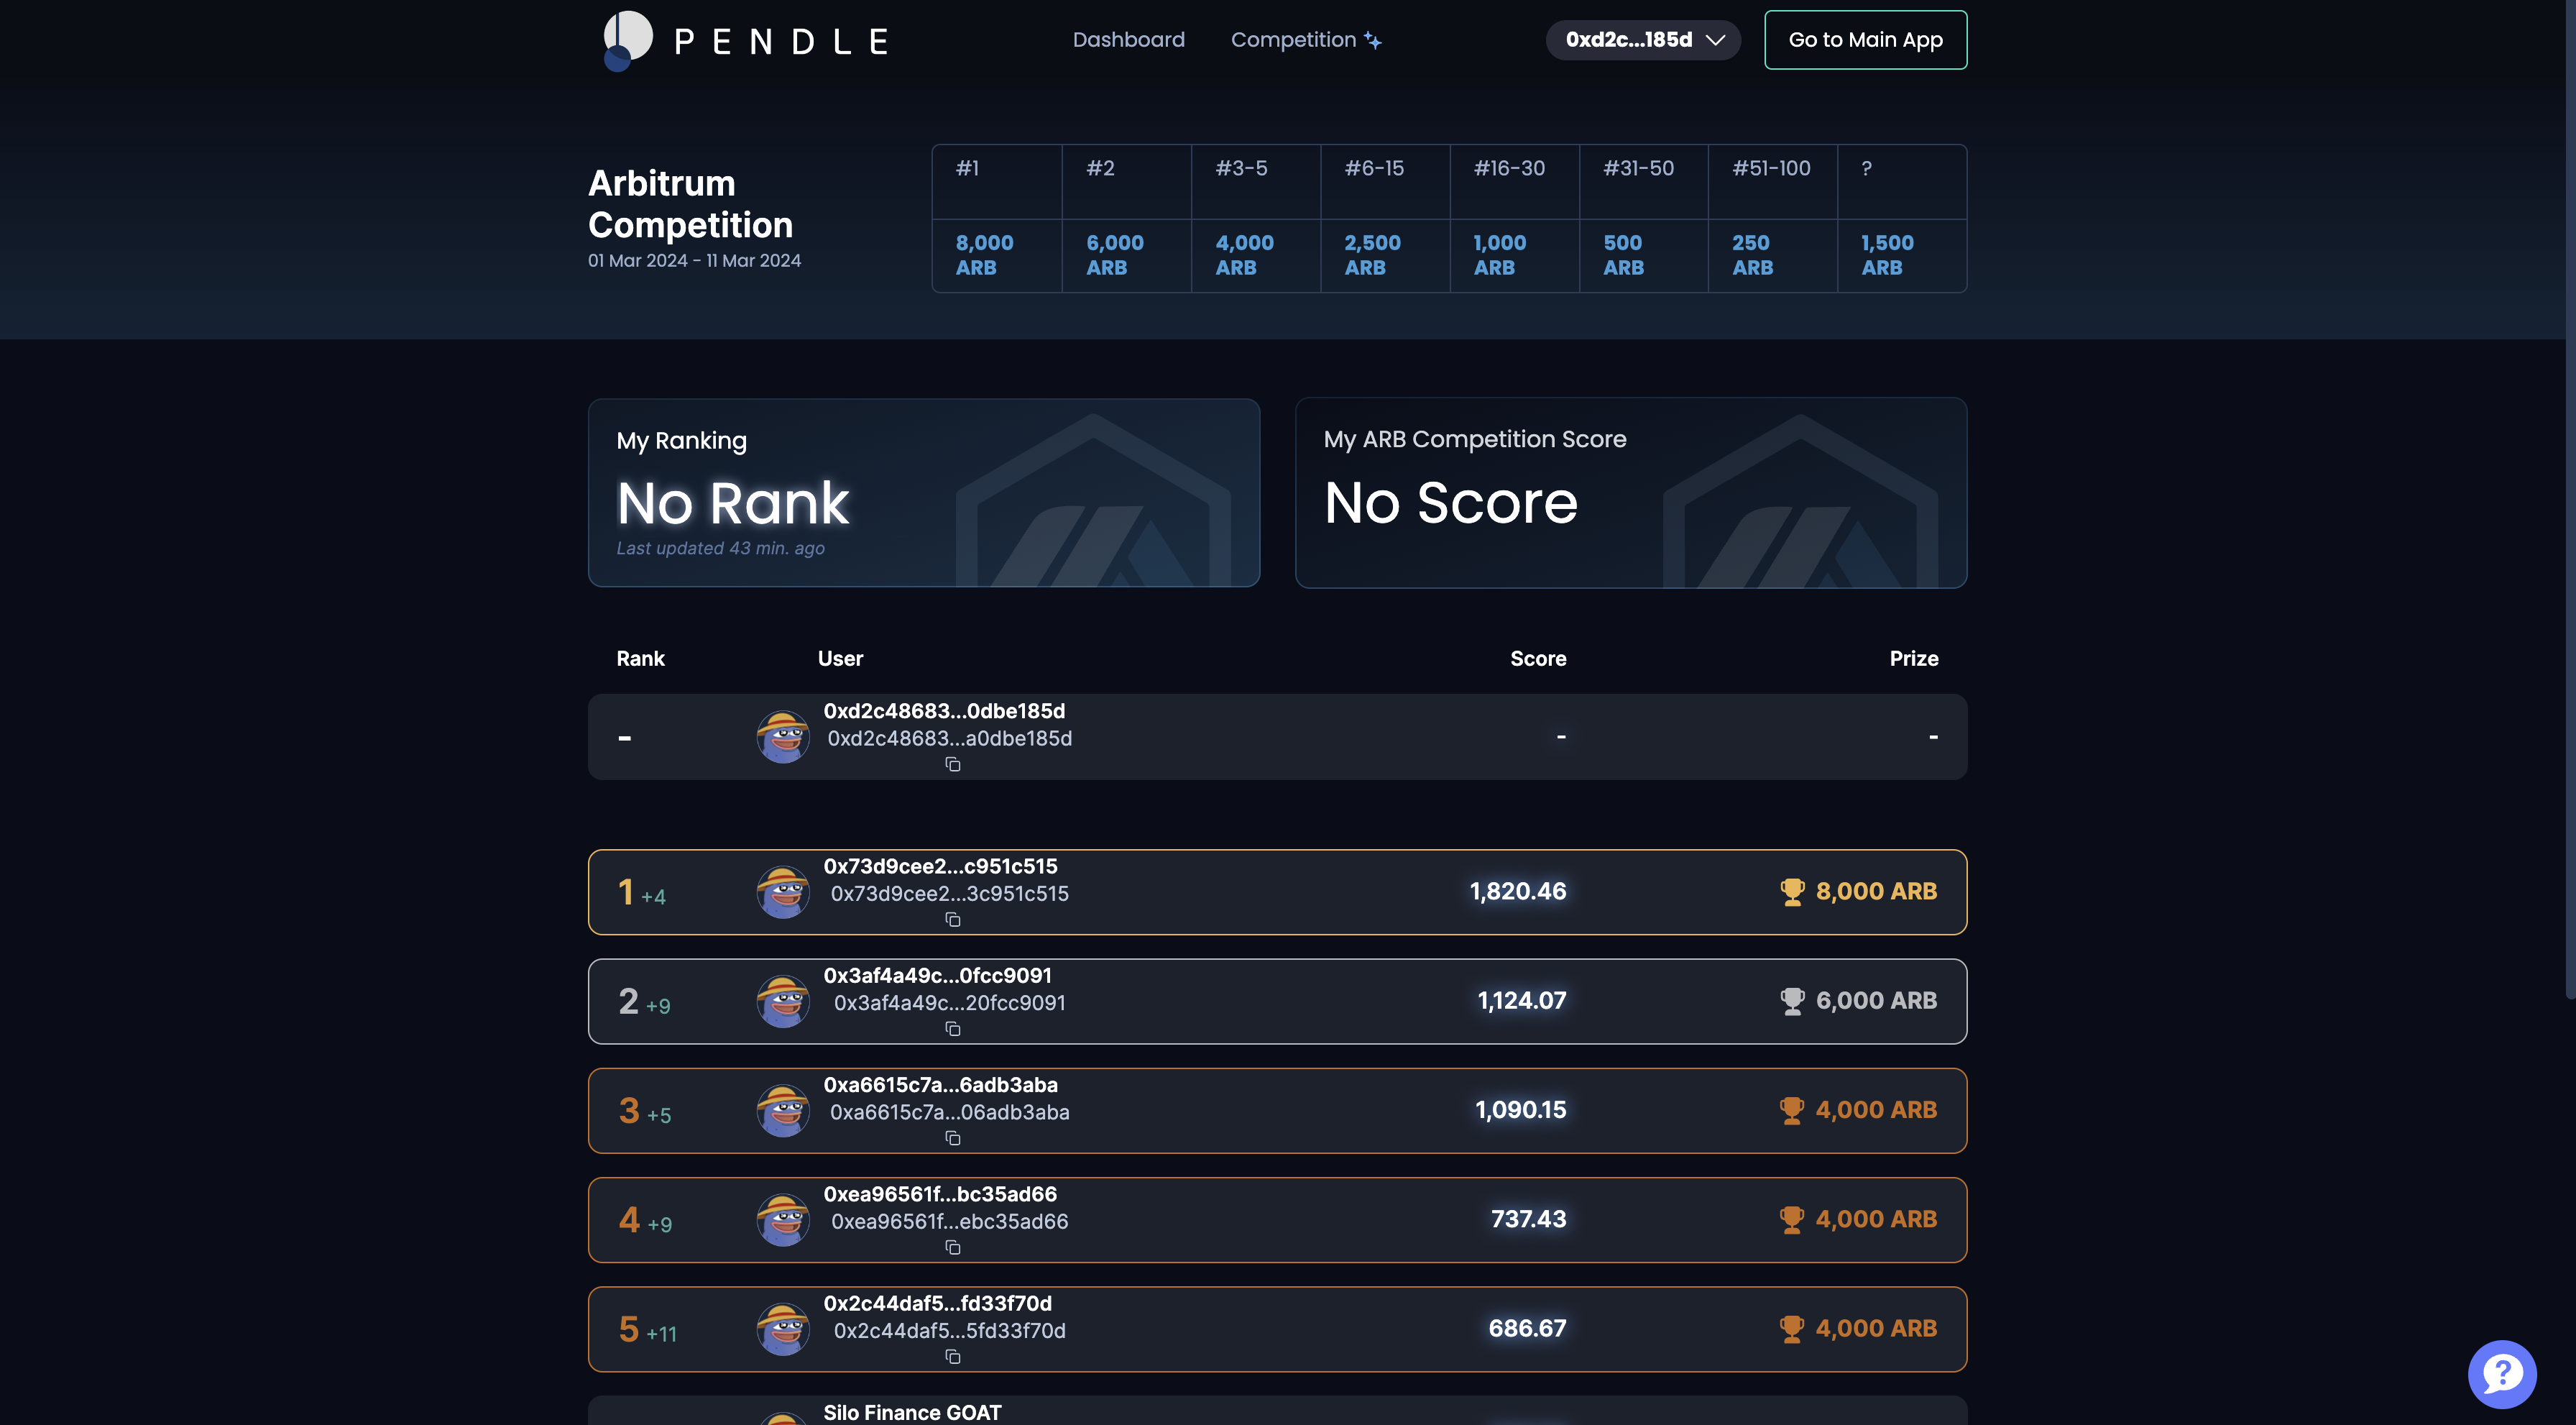 PENDLE
Dashboard
Competition
0xd2c...185d
Go to Main App
Arbitrum
Competition
01 Mar 2024 - 11 Mar 2024
#1 #2 #3-5 #6-15 #16-30 #31-50 #51-100 ?
8,000 6,000 4,000 2,500 1,000 500 250 1,500
ARB ARB ARB ARB ARB ARB ARB ARB
My Ranking
No Rank
Last updated 43 min. ago
My ARB Competition Score
No Score
Rank User Score Prize
0xd2c48683...0dbe185d
- - -
0xd2c48683...a0dbe185d
0x73d9cee2...c951c515
1 +4 1,820.46 8,000 ARB
0x73d9cee2...3c951c515
0x3af4a49c...0fcc9091
2 +9 1,124.07 6,000 ARB
0x3af4a49c...20fcc9091
0xa6615c7a...6adb3aba
3 +5 1,090.15 4,000 ARB
0xa6615c7a...06adb3aba
0xea96561f...bc35ad66
4 +9 737.43 4,000 ARB
0xea96561f...ebc35ad66
0x2c44daf5...fd33f70d
5 +11 686.67 4,000 ARB
0x2c44daf5...5fd33f70d
Silo Finance GOAT
?